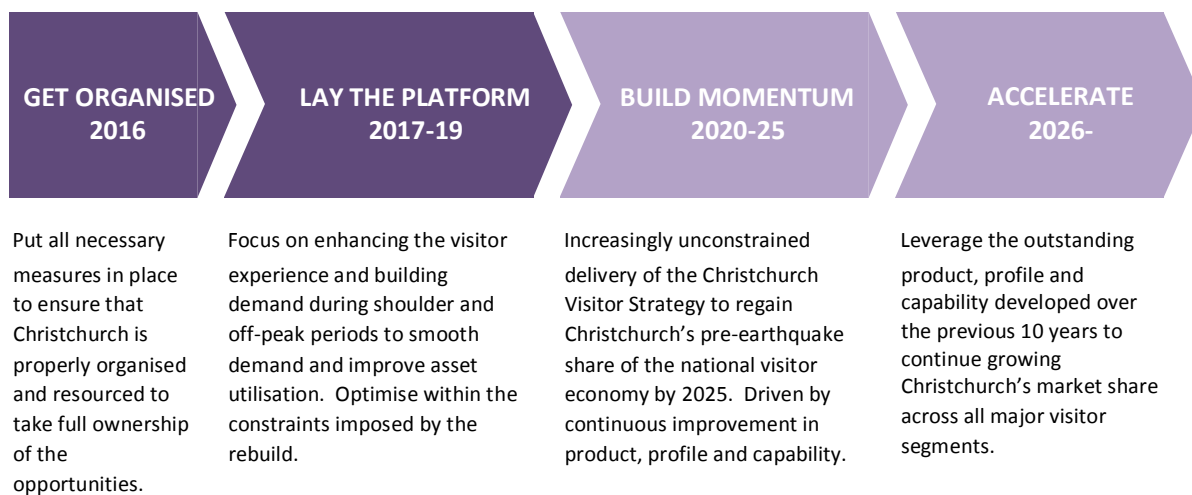 GET ORGANISED
2016
LAY THE PLATFORM
2017-19
BUILD MOMENTUM
2020-25
ACCELERATE
2026-
Put all necessary
measures in place
to ensure that
Christchurch is
properly organised
and resourced to
take full ownership
of the
opportunities.
Focus on enhancing the visitor
experience and building
demand during shoulder and
off-peak periods to smooth
demand and improve asset
utilisation.  Optimise within the
constraints imposed by the
rebuild.
Increasingly unconstrained
delivery of the Christchurch
Visitor Strategy to regain
Christchurch’s pre-earthquake
share of the national visitor
economy by 2025.  Driven by
continuous improvement in
product, profile and capability.
Leverage the outstanding
product, profile and
capability developed over
the previous 10 years to
continue growing
Christchurch’s market share
across all major visitor
segments.